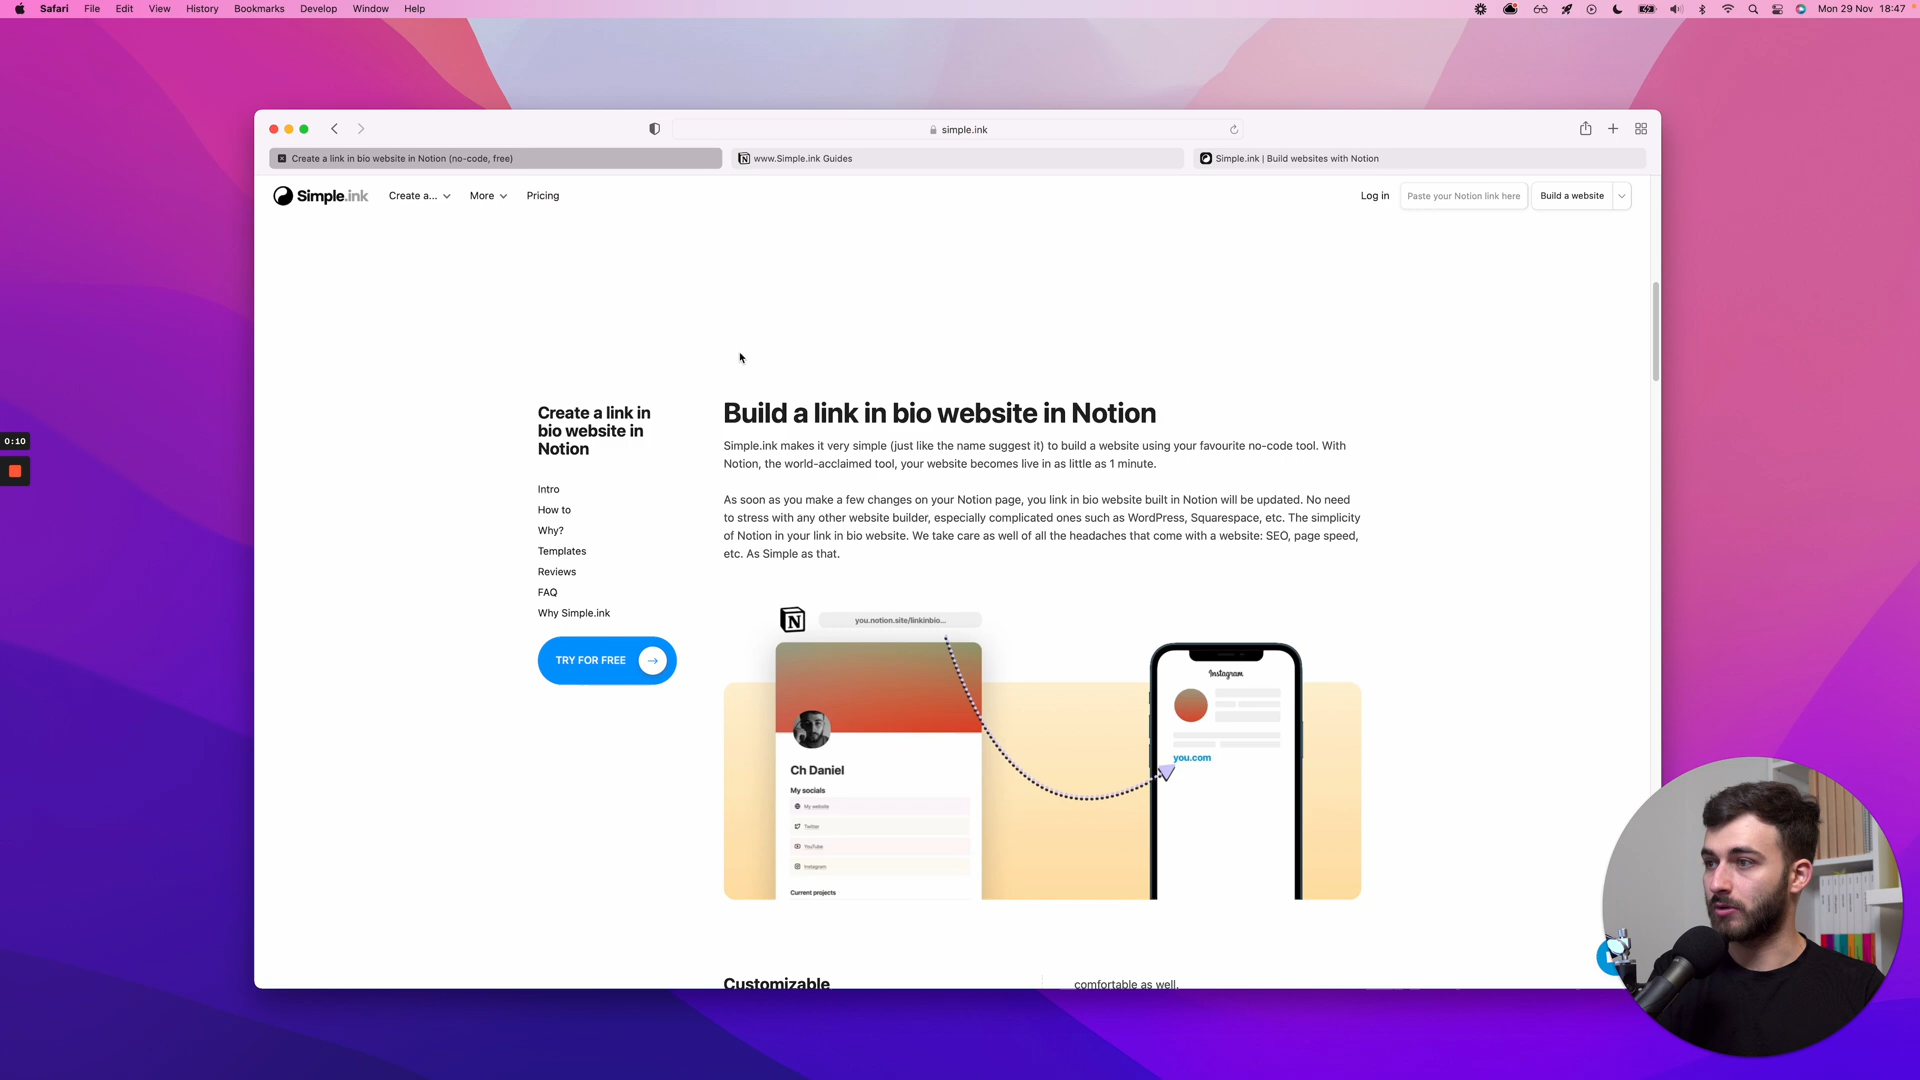 Safari File Edit View History Bookmarks Develop Window Help
Mon 29 Nov 18:47
simple.ink
Create a link in bio website in Notion (no-code, free)
www.Simple.ink Guides
Simple.ink | Build websites with Notion
Simple.ink
Create a...
More
Pricing
Log in
Paste your Notion link here
Build a website
0:10
Create a link in
bio website in
Notion
Intro
How to
Why?
Templates
Reviews
FAQ
Why Simple.ink
TRY FOR FREE
Build a link in bio website in Notion
Simple.ink makes it very simple (just like the name suggest it) to build a website using your favourite no-code tool. With
Notion, the world-acclaimed tool, your website becomes live in as little as 1 minute.
As soon as you make a few changes on your Notion page, you link in bio website built in Notion will be updated. No need
to stress with any other website builder, especially complicated ones such as WordPress, Squarespace, etc. The simplicity
of Notion in your link in bio website. We take care as well of all the headaches that come with a website: SEO, page speed,
etc. As Simple as that.
you.notion.site/linkinbio...
Ch Daniel
My socials
My website
Twitter
YouTube
Instagram
Current projects
Instagram
you.com
Customizable
comfortable as well.